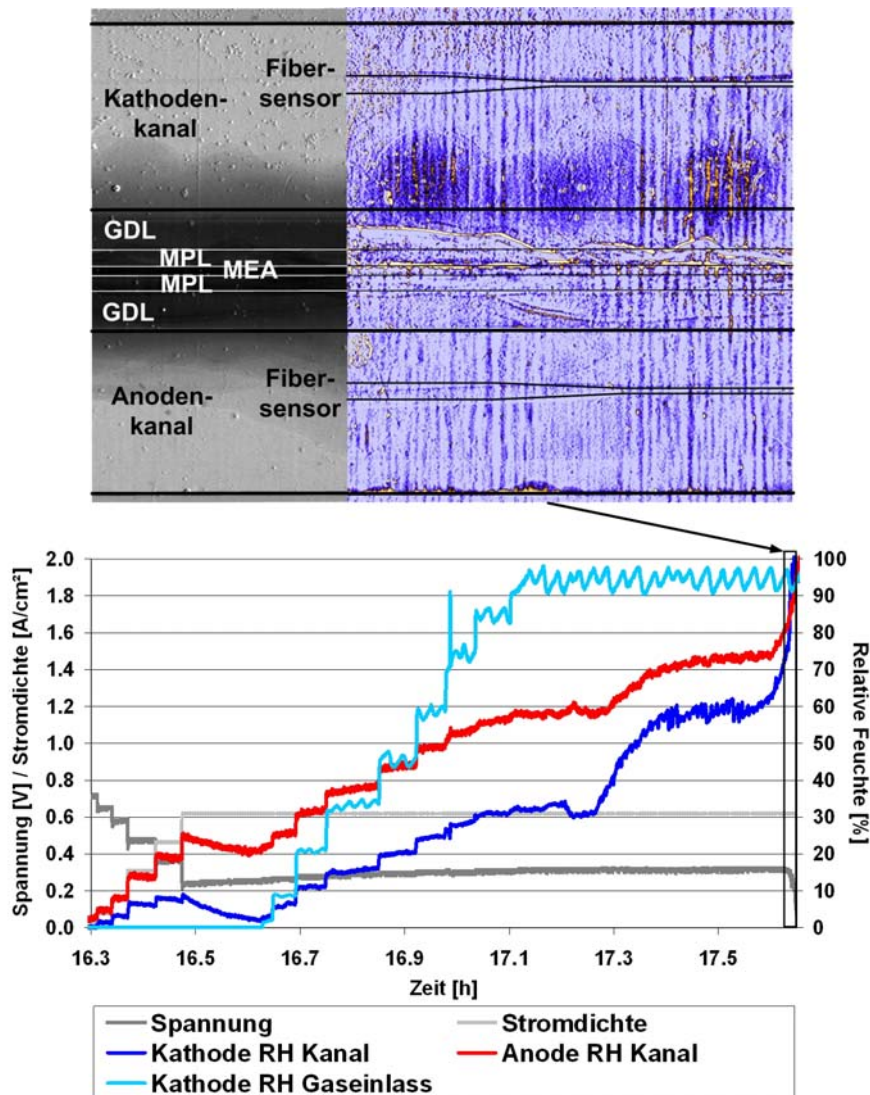 Kathoden-
kanal
Fiber-
sensor
GDL
MPL
MEA
MPL
GDL
Anoden-
kanal
Fiber-
sensor
Spannung [V] / Stromdichte [A/cm²]
2.0
1.8
1.6
1.4
1.2
1.0
0.8
0.6
0.4
0.2
0.0
100
90
80
70
60
50
40
30
20
10
0
Relative Feuchte [%]
16.3 16.5 16.7 16.9 17.1 17.3 17.5
Zeit [h]
Spannung Stromdichte
Kathode RH Kanal Anode RH Kanal
Kathode RH Gaseinlass